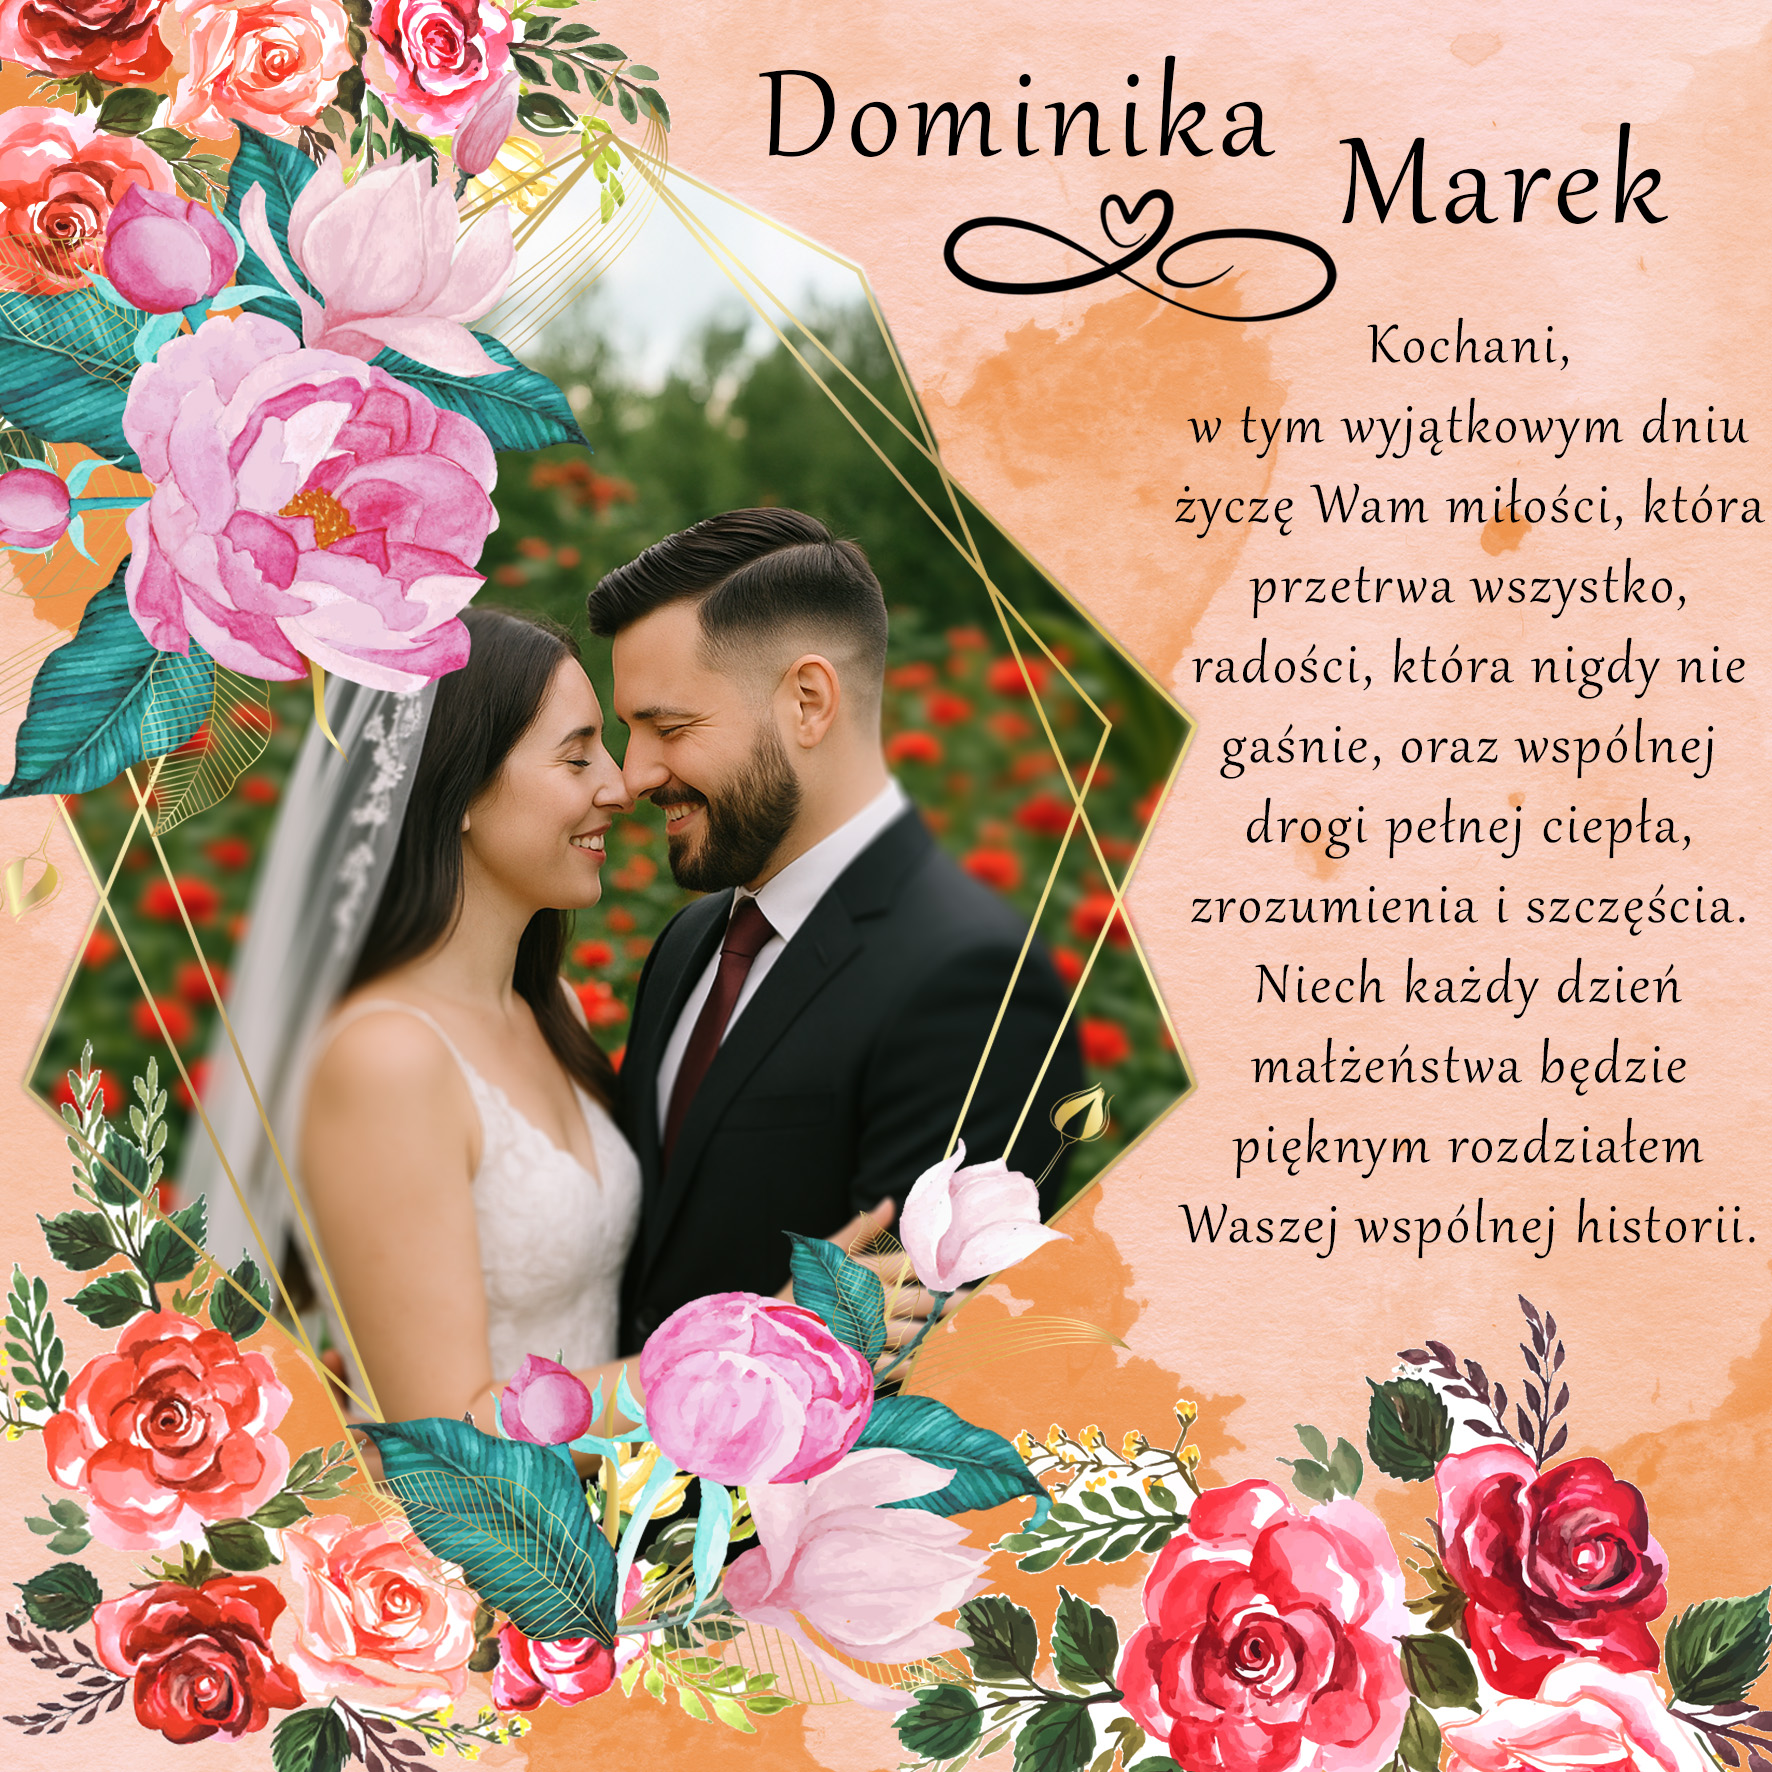 Dominika
Marek
Kochani,
w tym wyjątkowym dniu
życzę Wam miłości, która
przetrwa wszystko,
radości, która nigdy nie
gaśnie, oraz wspólnej
drogi pełnej ciepła,
zrozumienia i szczęścia.
Niech każdy dzień
małżeństwa będzie
pięknym rozdziałem
Waszej wspólnej historii.